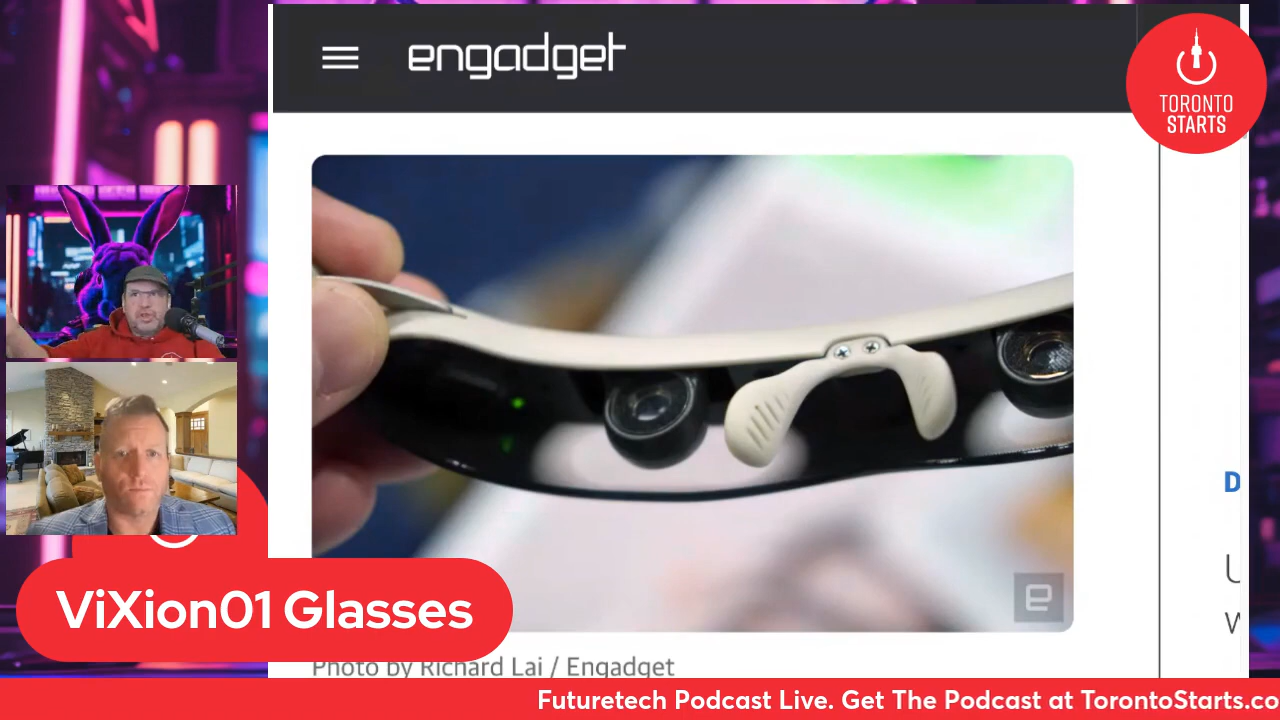 engadget
TORONTO
STARTS
D
U
W
e
ViXion01 Glasses
Photo by Richard Lai / Engadget
Futuretech Podcast Live. Get The Podcast at TorontoStarts.co